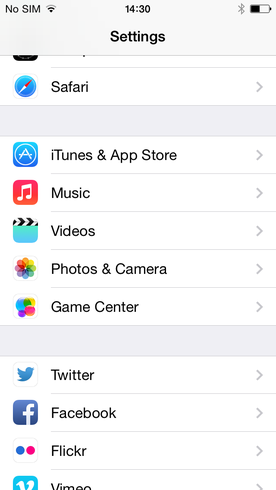 No SIM 14:30
Settings
Safari
iTunes & App Store
Music
Videos
Photos & Camera
Game Center
Twitter
Facebook
Flickr
Vimeo